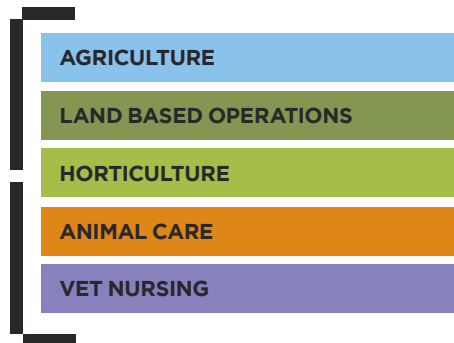 AGRICULTURE
LAND BASED OPERATIONS
HORTICULTURE
ANIMAL CARE
VET NURSING